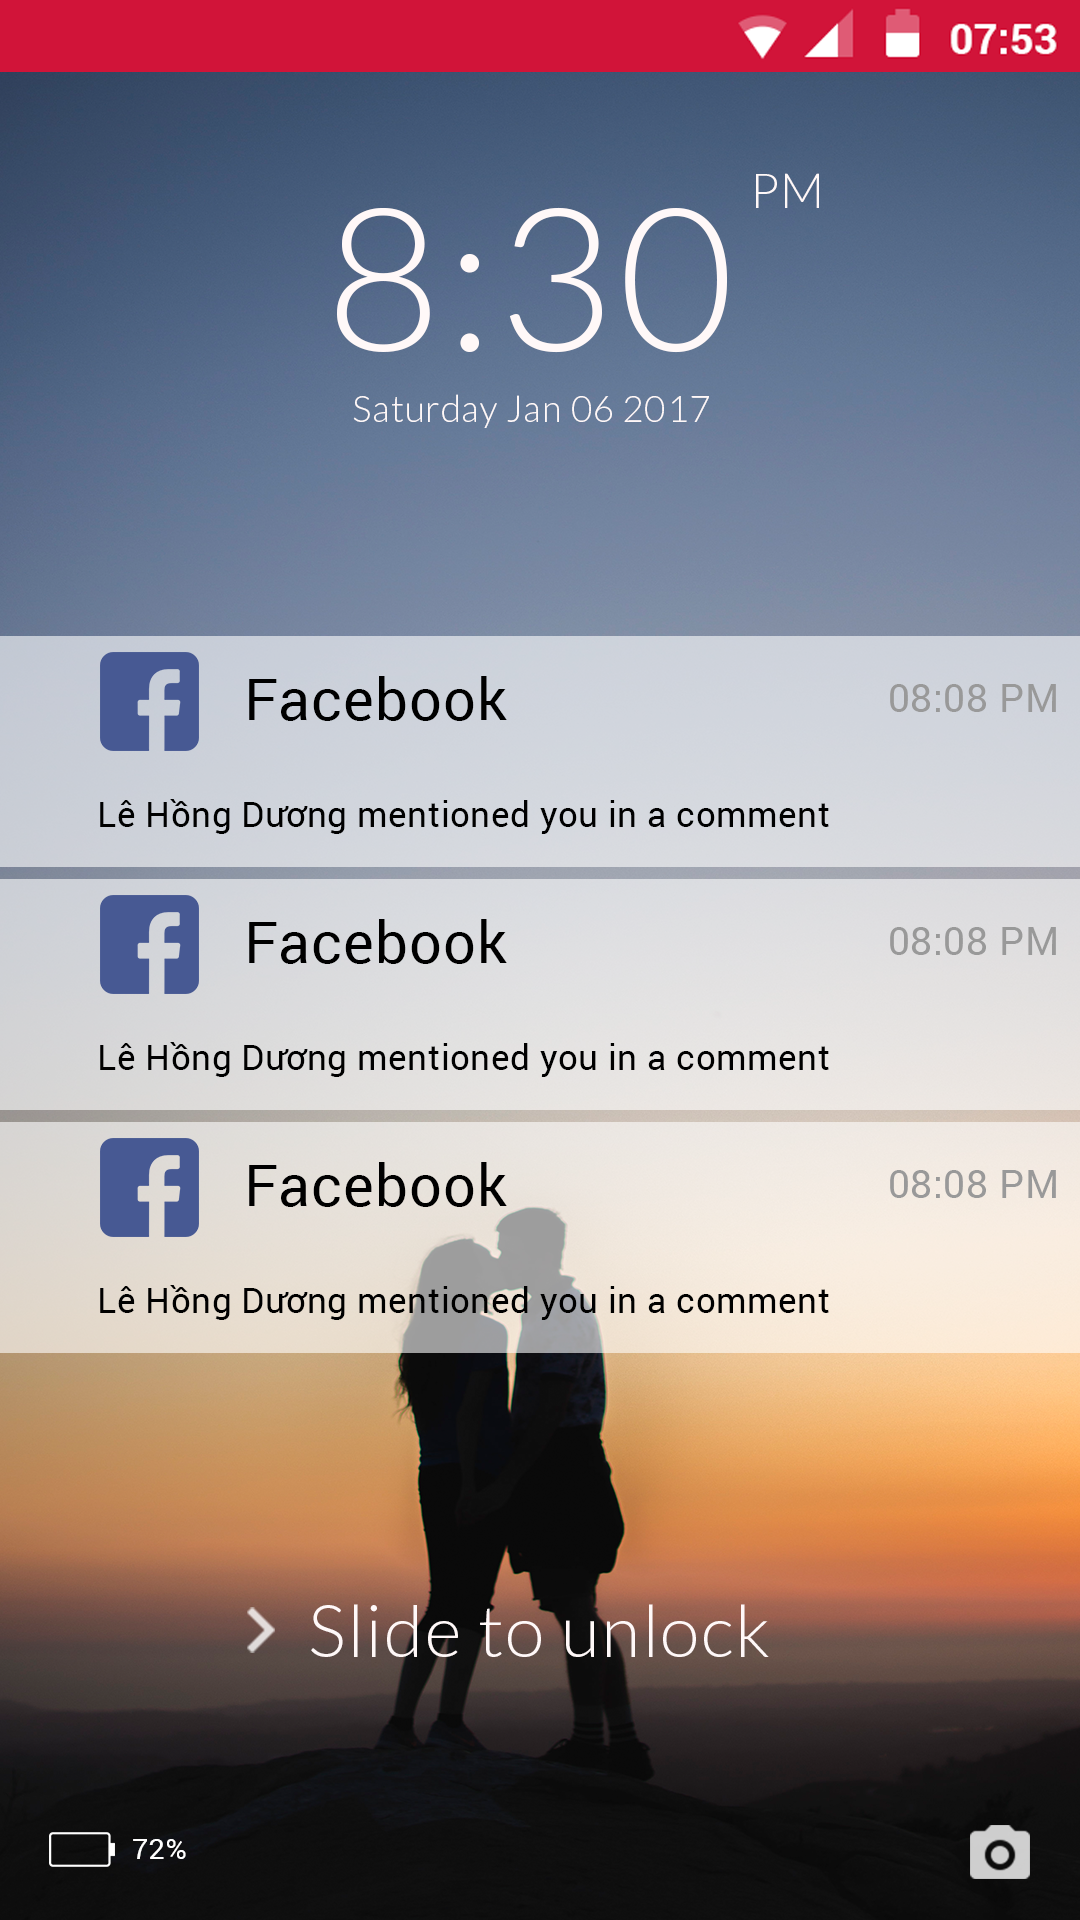 07:53
PM
8:30
Saturday Jan 06 2017
Facebook
08:08 PM
Lê Hồng Dương mentioned you in a comment
Facebook
08:08 PM
Lê Hồng Dương mentioned you in a comment
Facebook
08:08 PM
Lê Hồng Dương mentioned you in a comment
Slide to unlock
72%